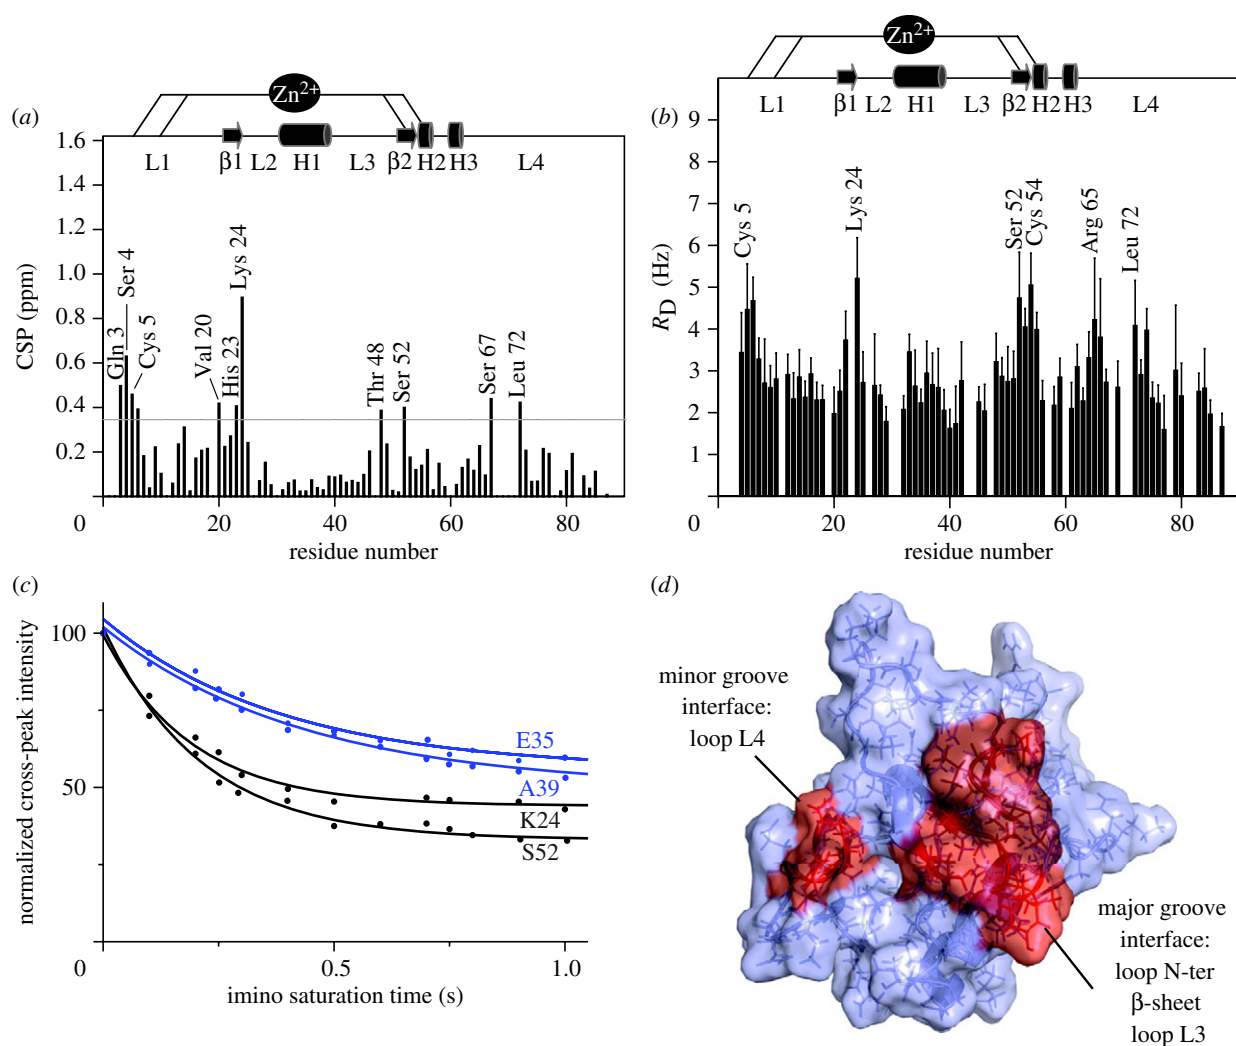 (a)
Zn2+
L1 β1 L2 H1 L3 β2 H2 H3 L4
CSP (ppm)
1.6
1.4
1.2
1.0
0.8
0.6
0.4
0.2
0
Gln 3
Ser 4
Cys 5
Val 20
His 23
Lys 24
Thr 48
Ser 52
Ser 67
Leu 72
20 40 60 80
residue number
(b)
Zn2+
L1 β1 L2 H1 L3 β2 H2 H3 L4
RD (Hz)
9
8
7
6
5
4
3
2
1
0
Cys 5
Lys 24
Ser 52
Cys 54
Arg 65
Leu 72
20 40 60 80
residue number
(c)
normalized cross-peak intensity
100
50
0
E35
A39
K24
S52
0.5 1.0
imino saturation time (s)
(d)
minor groove
interface:
loop L4
major groove
interface:
loop N-ter
β-sheet
loop L3